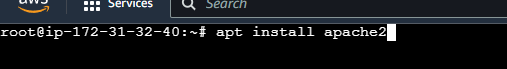 aws Services Search
root@ip-172-31-32-40:~# apt install apache2